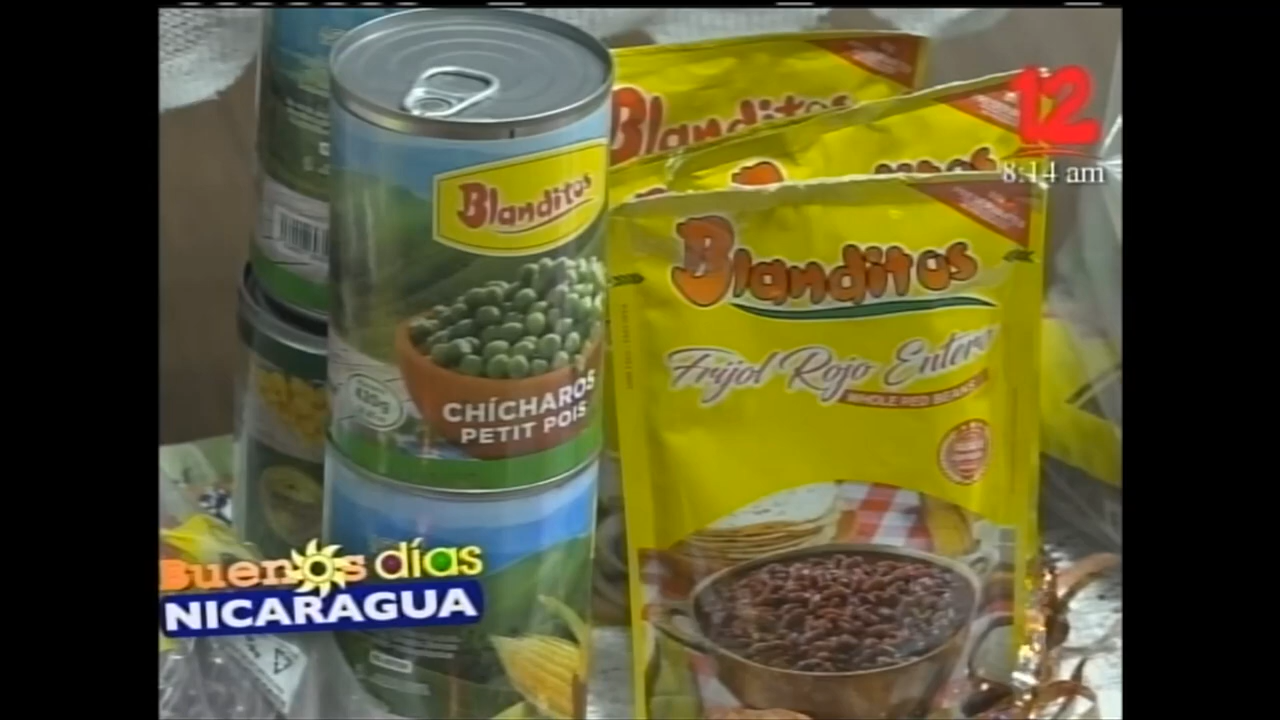 12
8:14 am
Blanditos
Blanditos
CHÍCHAROS
PETIT POIS
420g
Blanditos
Frijol Rojo Entero
WHOLE RED BEANS
Buenos días
NICARAGUA